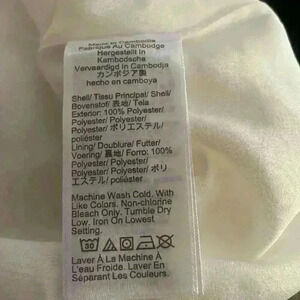 Made in Cambodia
Fabriqué Au Cambodge
Hergestellt in
Kambodscha
Vervaardigd in Cambodja
カンボジア製
hecho en camboya
Shell/ Tissu Principal/ Shell/
Bovenstof/ 表地/ Tela
Exterior: 100% Polyester/
Polyester/ Polyester/
Polyester/ ポリエステル/
poliéster
Lining/ Doublure/ Futter/
Voering/ 裏地/ Forro: 100%
Polyester/ Polyester/
Polyester/ Polyester/ ポリ
エステル/ poliéster
Machine Wash Cold. With
Like Colors. Non-chlorine
Bleach Only. Tumble Dry
Low. Iron On Lowest
Setting.
30
Laver À La Machine À
L'eau Froide. Laver Avec
Séparant Les Couleurs.